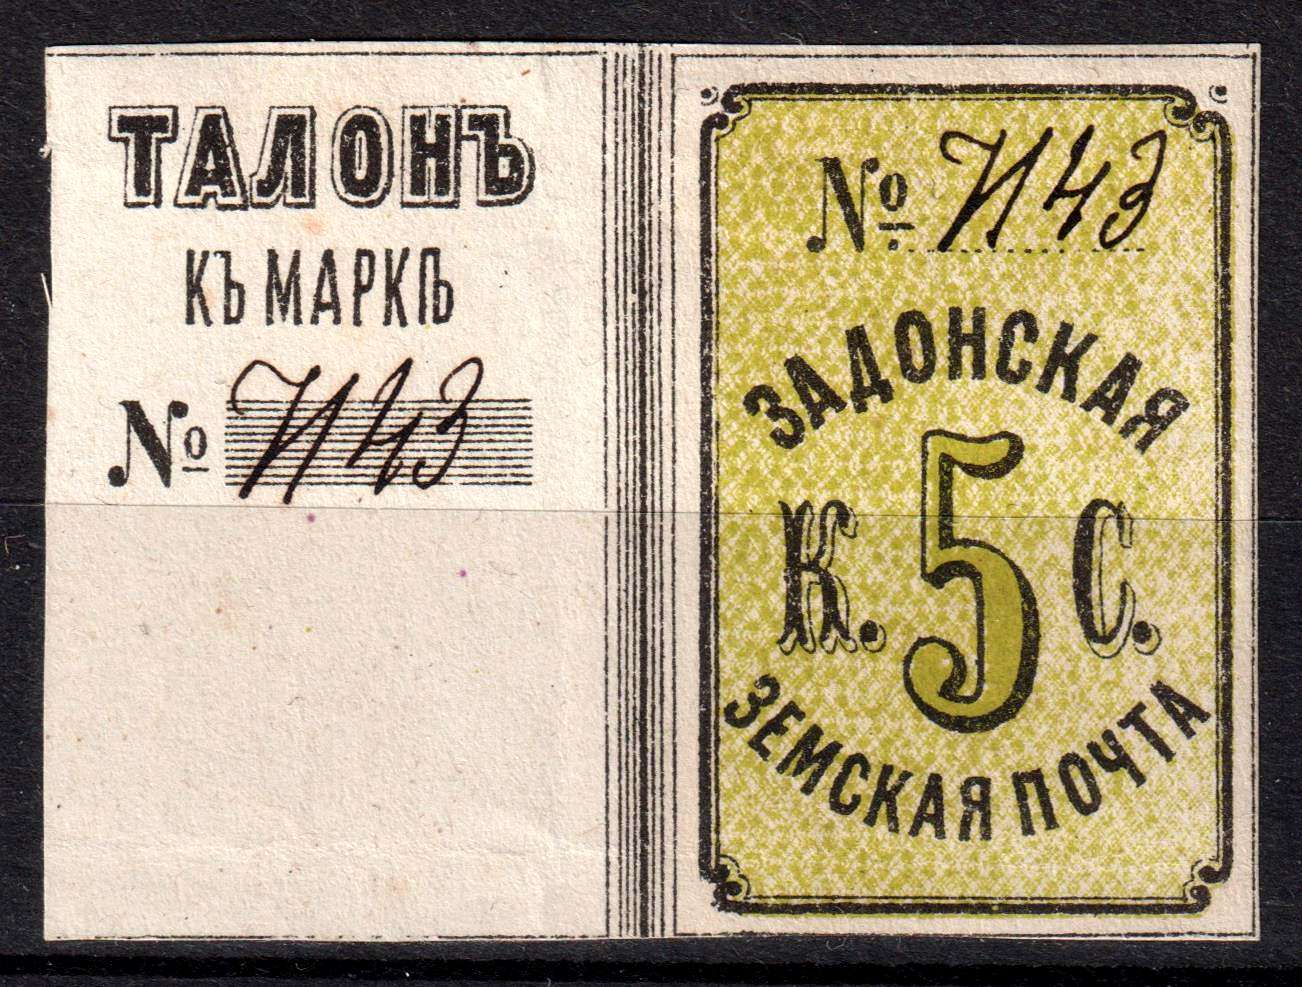 ТАЛОНЪ
КЪ МАРКѢ
№ 7143
№ 7143
ЗАДОНСКАЯ
К. 5 С.
ЗЕМСКАЯ ПОЧТА